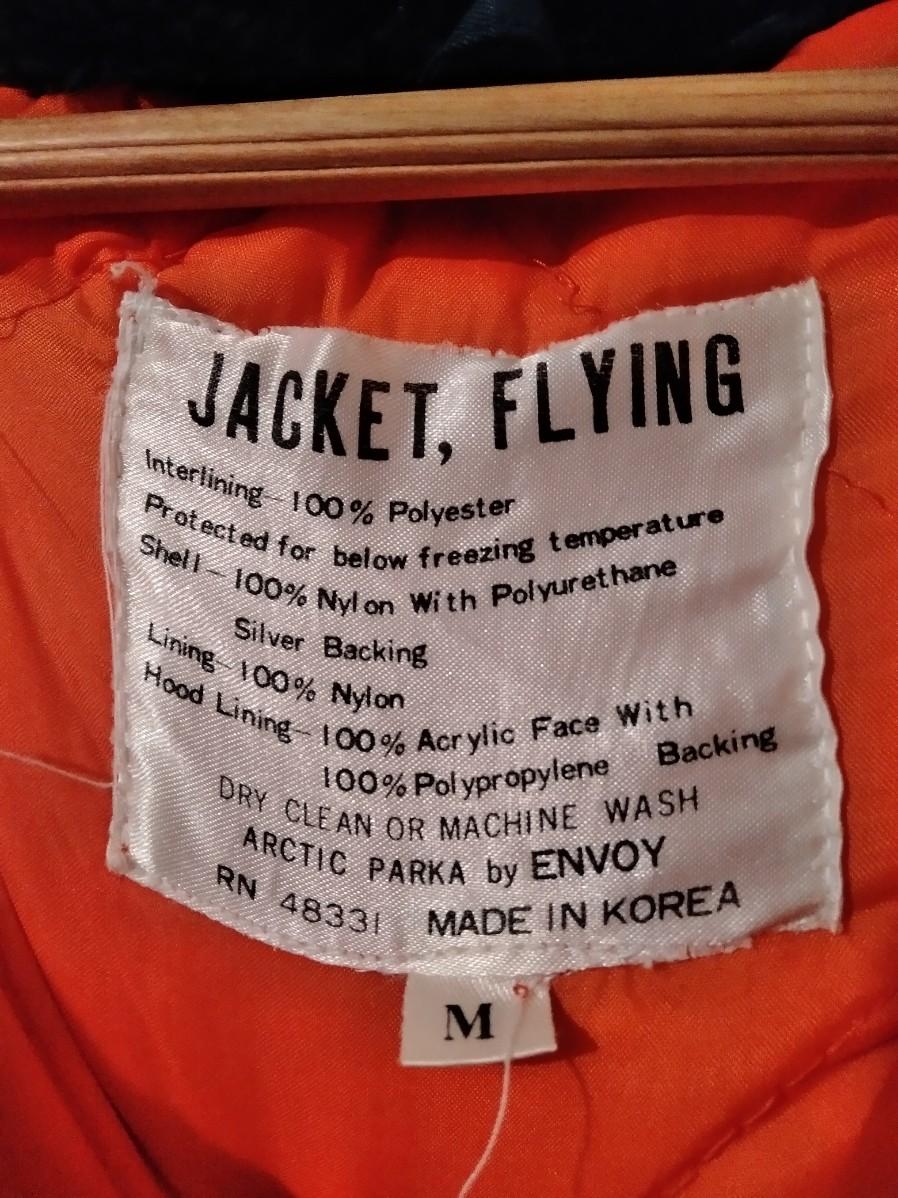 JACKET, FLYING
Interlining—100% Polyester
Protected for below freezing temperature
Shell—100% Nylon With Polyurethane
Silver Backing
Lining—100% Nylon
Hood Lining—100% Acrylic Face With
100% Polypropylene Backing
DRY CLEAN OR MACHINE WASH
ARCTIC PARKA by ENVOY
RN 48331 MADE IN KOREA
M